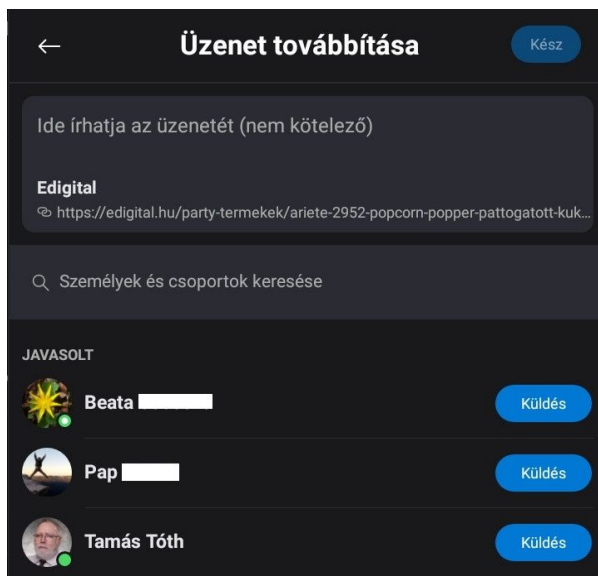 Üzenet továbbítása
Kész
Ide írhatja az üzenetét (nem kötelező)
Edigital
https://edigital.hu/party-termekek/ariete-2952-popcorn-popper-pattogatott-kuk...
Személyek és csoportok keresése
JAVASOLT
Beata
Küldés
Pap
Küldés
Tamás Tóth
Küldés